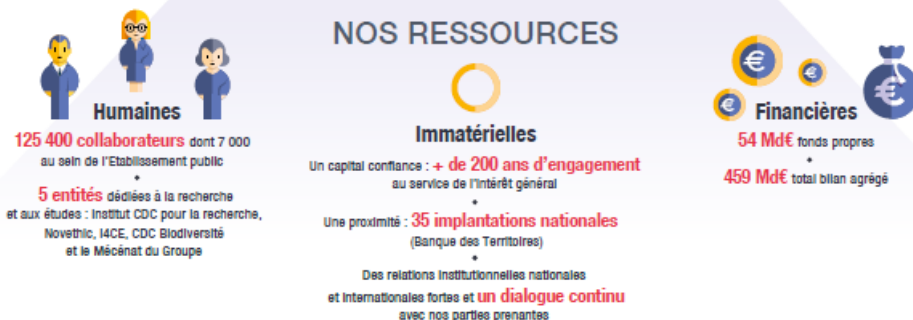 NOS RESSOURCES
Humaines
125 400 collaborateurs dont 7 000
au sein de l'Etablissement public
•
5 entités dédiées à la recherche
et aux études : Institut CDC pour la recherche,
Novethic, I4CE, CDC Biodiversité
et le Mécénat du Groupe
Immatérielles
Un capital confiance : + de 200 ans d'engagement
au service de l'intérêt général
•
Une proximité : 35 implantations nationales
(Banque des Territoires)
•
Des relations institutionnelles nationales
et internationales fortes et un dialogue continu
avec nos parties prenantes
€
€
€
€
Financières
54 Md€ fonds propres
•
459 Md€ total bilan agrégé